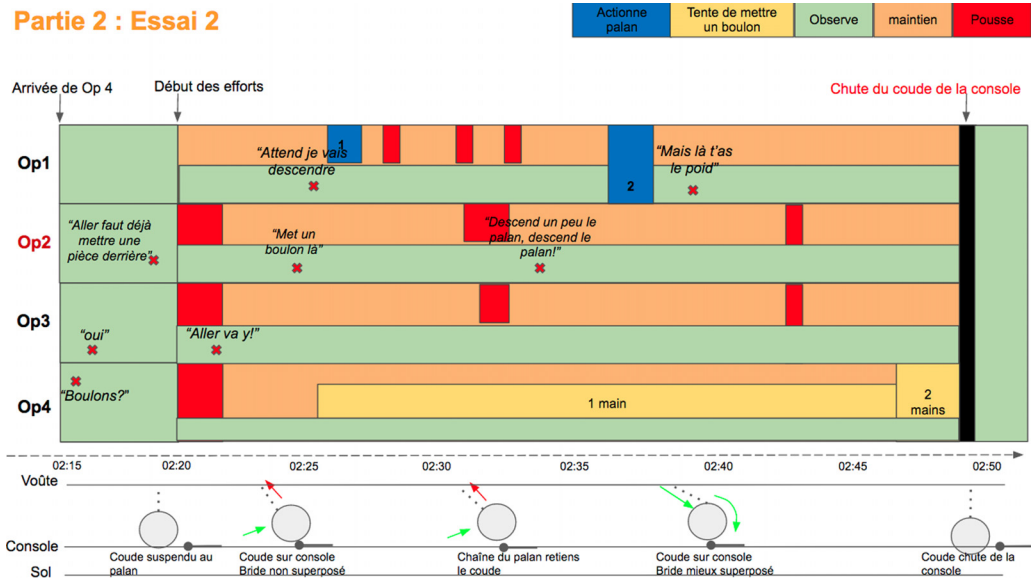 Partie 2 : Essai 2
Actionne
palan
Tente de mettre
un boulon
Observe
maintien
Pousse
Arrivée de Op 4
Début des efforts
Chute du coude de la console
Op1
1
“Attend je vais
descendre
2
“Mais là t’as
le poid”
Op2
“Aller faut déjà
mettre une
pièce derrière”
“Met un
boulon là”
“Descend un peu le
palan, descend le
palan!”
Op3
“oui”
“Aller va y!”
Op4
“Boulons?”
1 main
2
mains
02:15
02:20
02:25
02:30
02:35
02:40
02:45
02:50
Voûte
Console
Coude suspendu au
palan
Coude sur console
Bride non superposé
Chaîne du palan retiens
le coude
Coude sur console
Bride mieux superposé
Coude chute de la
console
Sol